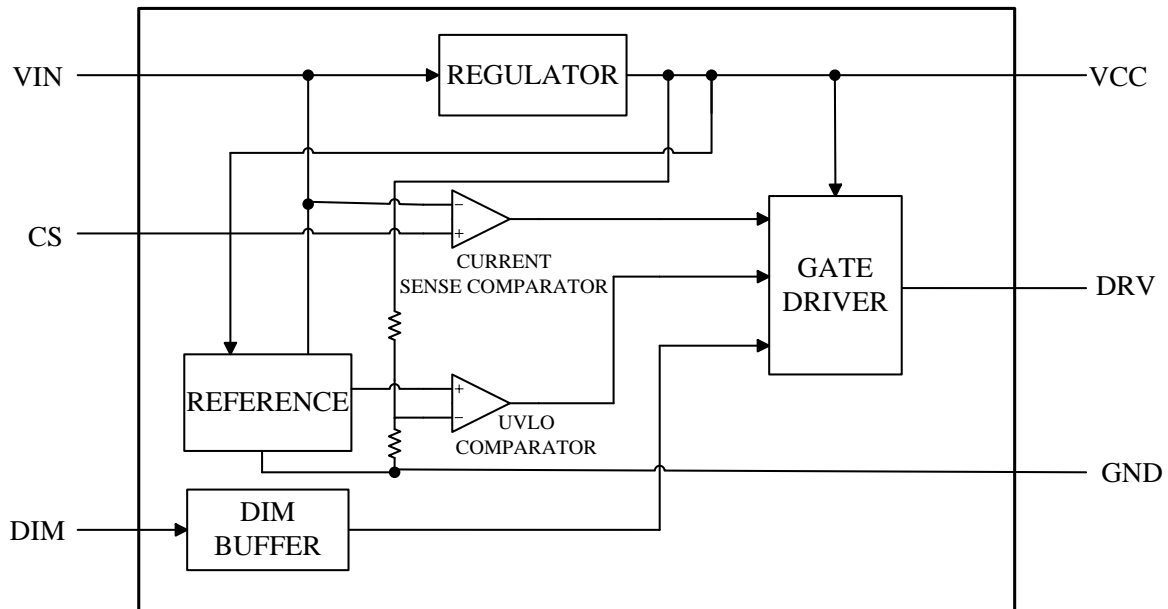 VIN
REGULATOR
VCC
−
+
CS
CURRENT
SENSE COMPARATOR
GATE
DRIVER
DRV
REFERENCE
+
−
UVLO
COMPARATOR
GND
DIM
DIM
BUFFER